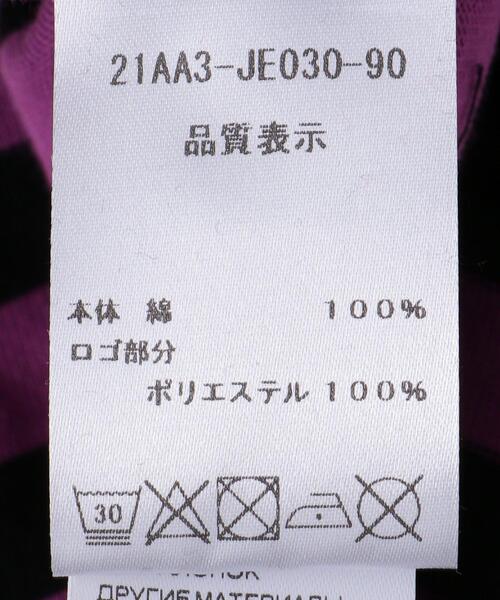 21AA3-JE030-90
品質表示
本体 綿 100%
ロゴ部分
ポリエステル 100%
30
ДРУГИЕ МАТЕРИАЛЫ